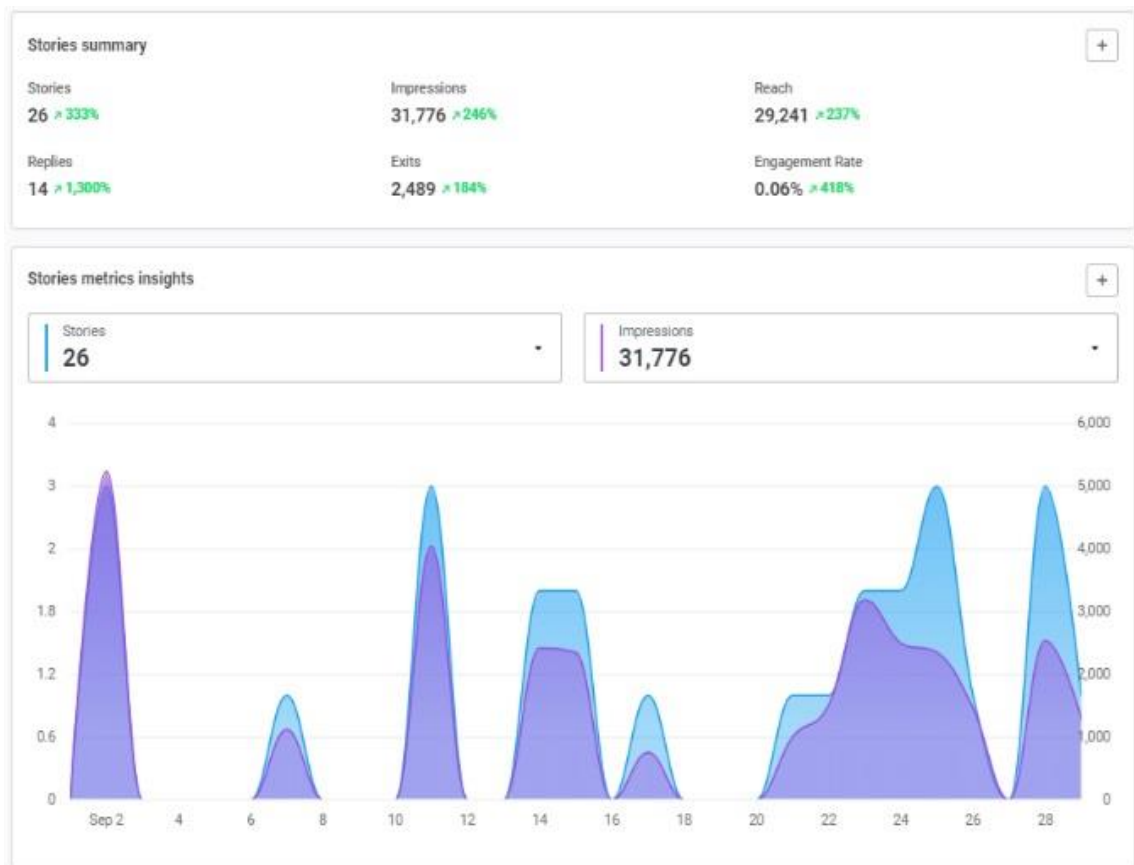 Stories summary
+
Stories Impressions Reach
26 ↗ 333% 31,776 ↗ 246% 29,241 ↗ 237%
Replies Exits Engagement Rate
14 ↗ 1,300% 2,489 ↗ 184% 0.06% ↗ 418%
Stories metrics insights
+
Stories Impressions
26 31,776
4 6,000
3 5,000
2 4,000
1.8 3,000
1.2 2,000
0.6 1,000
0 0
Sep 2 4 6 8 10 12 14 16 18 20 22 24 26 28